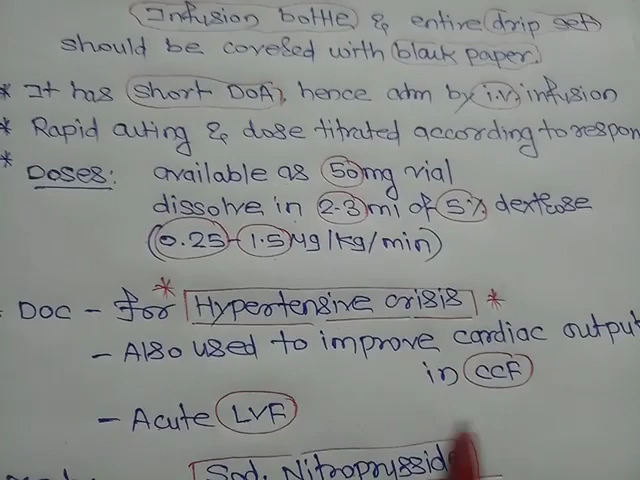 Infusion bottle & entire drip set
should be covered with black paper.
* It has short DOA, hence adm by i.v. infusion
* Rapid acting & dose titrated according to respon
* Doses: available as 50mg vial
dissolve in 2-3 ml of 5% dextrose
(0.25 - 1.5 µg/kg/min)
DOC - for * Hypertensive crisis *
- Also used to improve cardiac output
in CCF
- Acute LVF
Sod. Nitroprusside